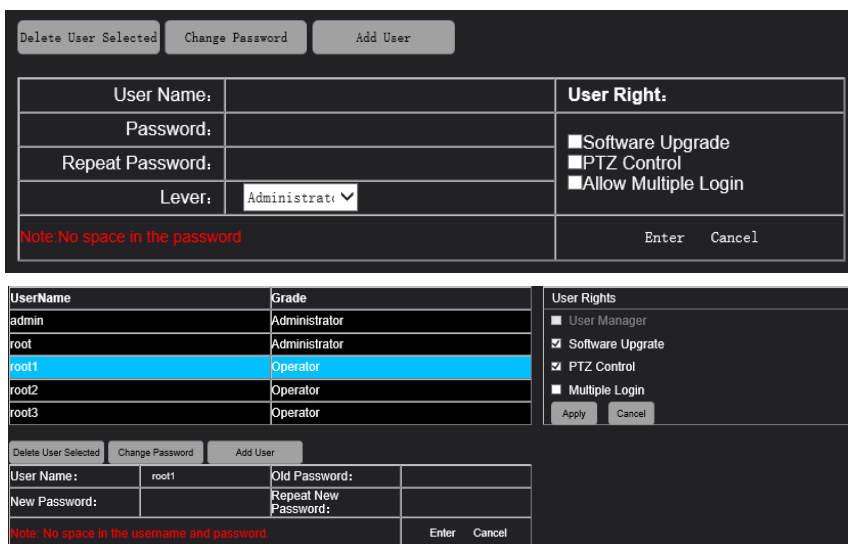 Delete User Selected Change Password Add User
User Name： User Right：
Password：
Software Upgrade
Repeat Password： PTZ Control
Allow Multiple Login
Lever： Administrato
Note:No space in the password Enter Cancel
UserName Grade User Rights
admin Administrator User Manager
root Administrator Software Upgrate
root1 Operator PTZ Control
root2 Operator Multiple Login
root3 Operator Apply Cancel
Delete User Selected Change Password Add User
User Name： root1 Old Password：
New Password： Repeat New
Password：
Note: No space in the username and password. Enter Cancel